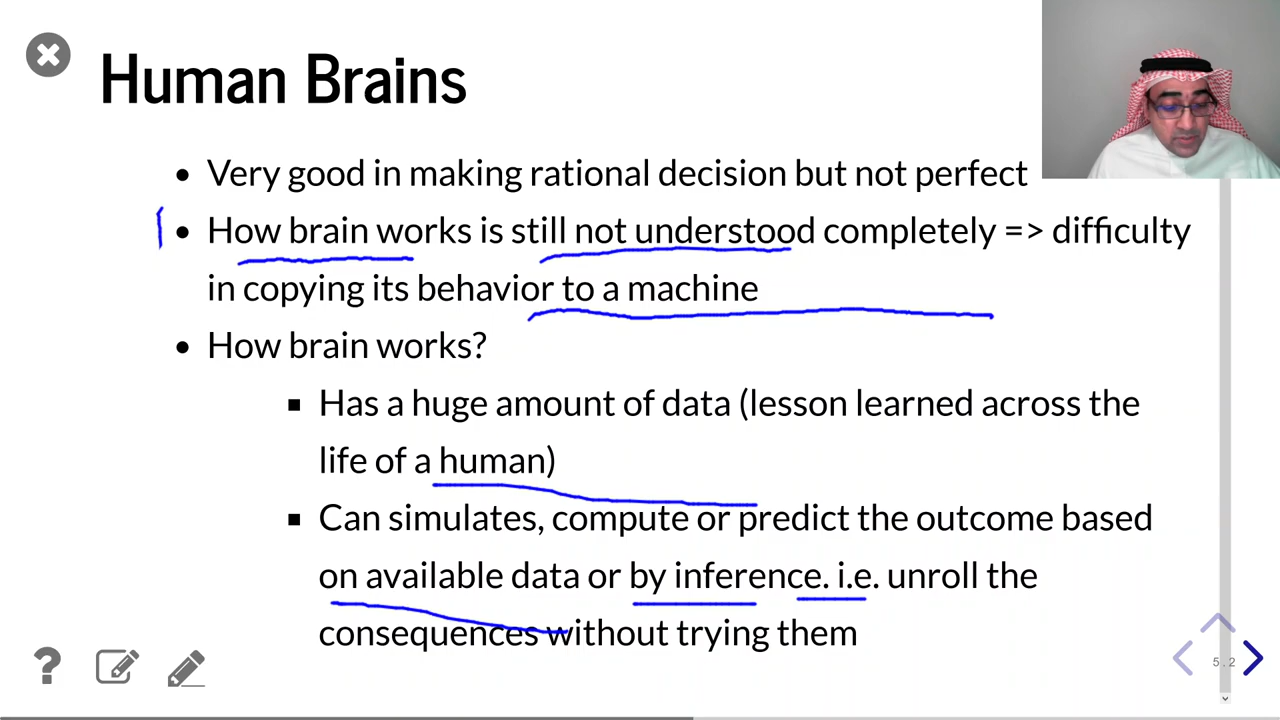 Human Brains
• Very good in making rational decision but not perfect
• How brain works is still not understood completely => difficulty
in copying its behavior to a machine
• How brain works?
▪ Has a huge amount of data (lesson learned across the
life of a human)
▪ Can simulates, compute or predict the outcome based
on available data or by inference. i.e. unroll the
consequences without trying them
?
5.2